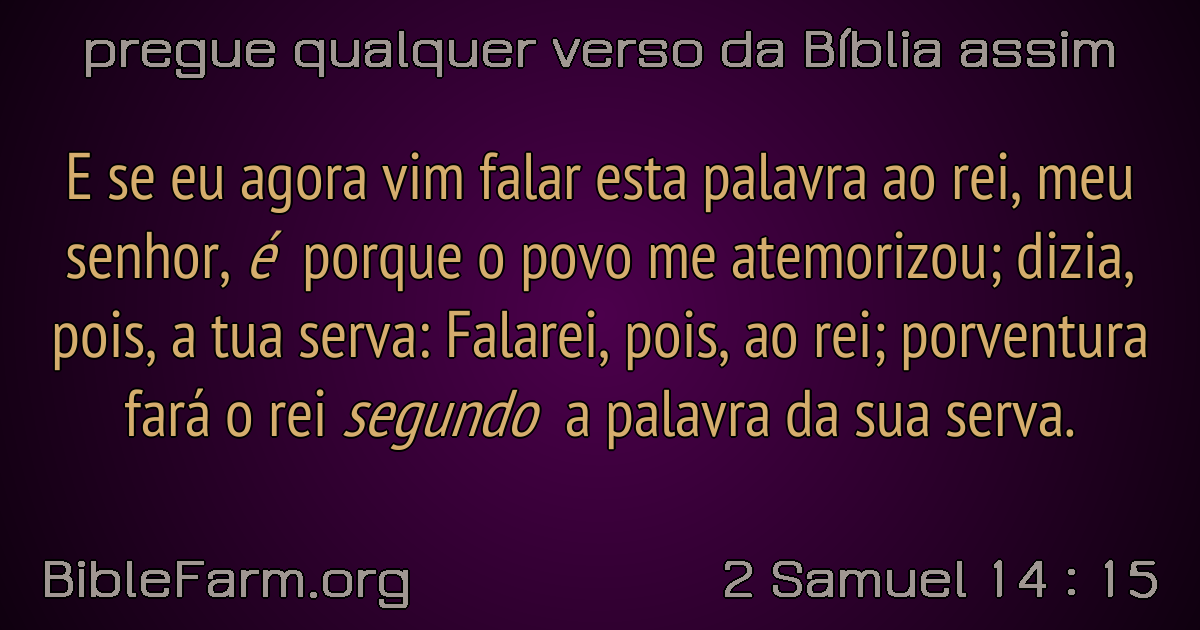 pregue qualquer verso da Bíblia assim
E se eu agora vim falar esta palavra ao rei, meu
senhor, é porque o povo me atemorizou; dizia,
pois, a tua serva: Falarei, pois, ao rei; porventura
fará o rei segundo a palavra da sua serva.
BibleFarm.org
2 Samuel 14 : 15